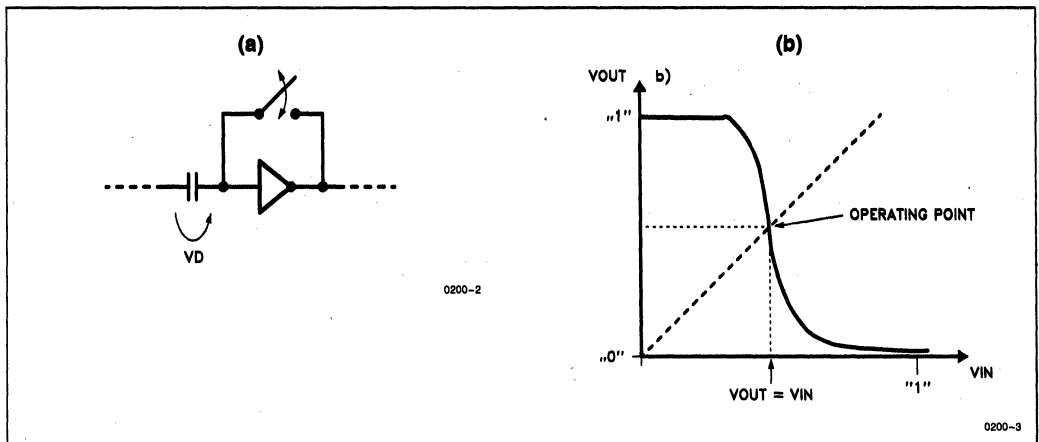 (a)
VD
0200-2
(b)
VOUT b)
„1"
OPERATING POINT
„0"
"1"
VIN
VOUT = VIN
0200-3